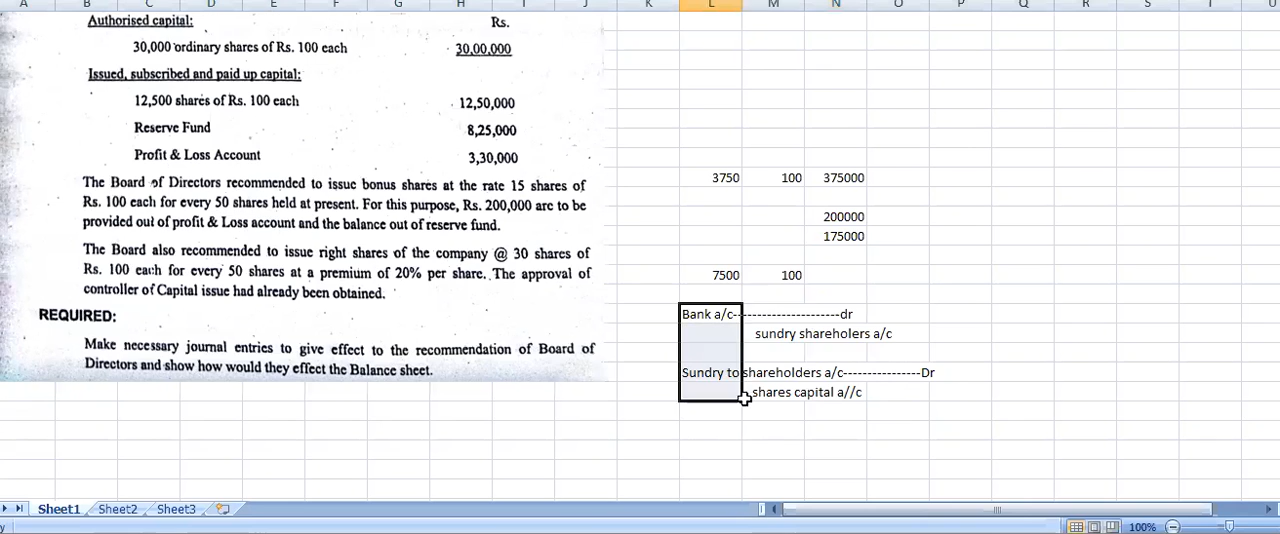 A B C D E F G H I J K L M N O P Q R S T U
Authorised capital: Rs.
30,000 ordinary shares of Rs. 100 each 30,00,000
Issued, subscribed and paid up capital:
12,500 shares of Rs. 100 each 12,50,000
Reserve Fund 8,25,000
Profit & Loss Account 3,30,000
The Board of Directors recommended to issue bonus shares at the rate 15 shares of
Rs. 100 each for every 50 shares held at present. For this purpose, Rs. 200,000 are to be
provided out of profit & Loss account and the balance out of reserve fund.
The Board also recommended to issue right shares of the company @ 30 shares of
Rs. 100 each for every 50 shares at a premium of 20% per share. The approval of
controller of Capital issue had already been obtained.
REQUIRED:
Make necessary journal entries to give effect to the recommendation of Board of
Directors and show how would they effect the Balance sheet.
3750 100 375000
200000
175000
7500 100
Bank a/c----------------------dr
sundry shareholers a/c
Sundry to shareholders a/c----------------Dr
shares capital a//c
Sheet1 Sheet2 Sheet3
y 100%